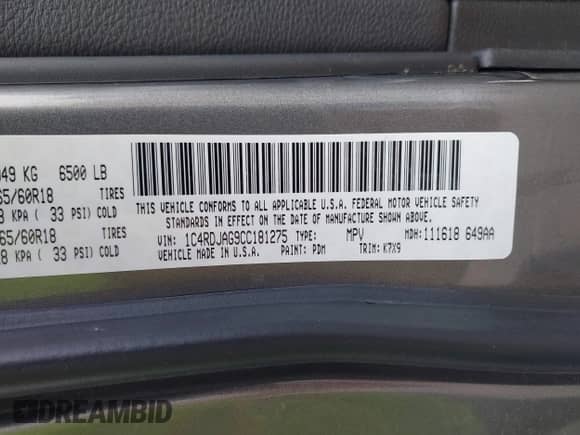 949 KG 6500 LB
65/60R18 TIRES
8 KPA ( 33 PSI) COLD
65/60R18 TIRES
8 KPA ( 33 PSI) COLD
THIS VEHICLE CONFORMS TO ALL APPLICABLE U.S.A. FEDERAL MOTOR VEHICLE SAFETY
STANDARDS IN EFFECT ON THE DATE OF MANUFACTURE SHOWN ABOVE.
VIN: 1C4RDJAG9CC181275 TYPE: MPV MDH: 111618 649AA
VEHICLE MADE IN U.S.A. PAINT: PDM TRIM: K7X9
DREAMBID